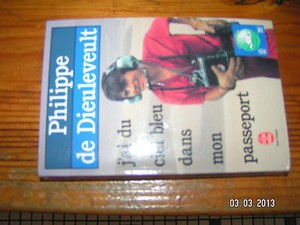 Philippe
de Dieuleveult
j'ai du
ciel bleu
dans
mon
passeport
03.03.2013